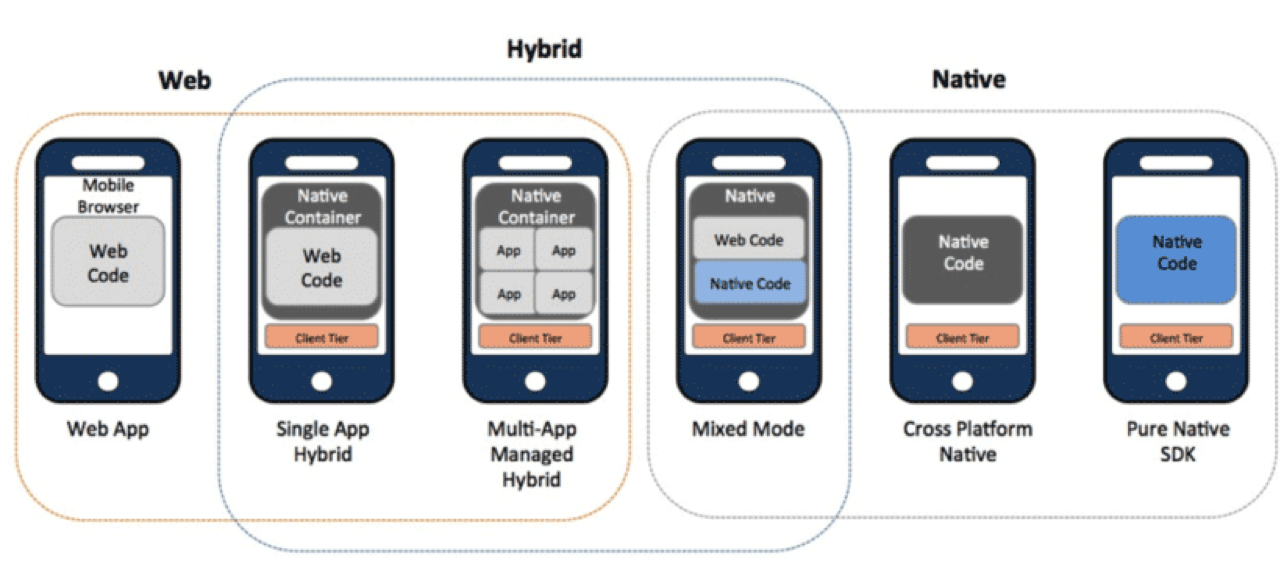 Hybrid
Web
Native
Mobile
Browser
Web
Code
Web App
Native
Container
Web
Code
Client Tier
Single App
Hybrid
Native
Container
App App
App App
Client Tier
Multi-App
Managed
Hybrid
Native
Web Code
Native Code
Client Tier
Mixed Mode
Native
Code
Client Tier
Cross Platform
Native
Native
Code
Client Tier
Pure Native
SDK